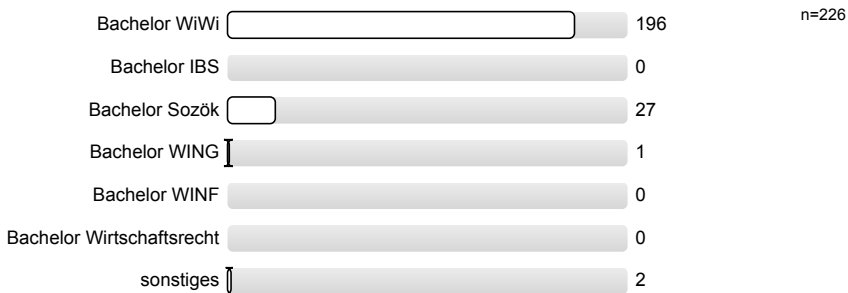 Bachelor WiWi 196 n=226
Bachelor IBS 0
Bachelor Sozök 27
Bachelor WING 1
Bachelor WINF 0
Bachelor Wirtschaftsrecht 0
sonstiges 2